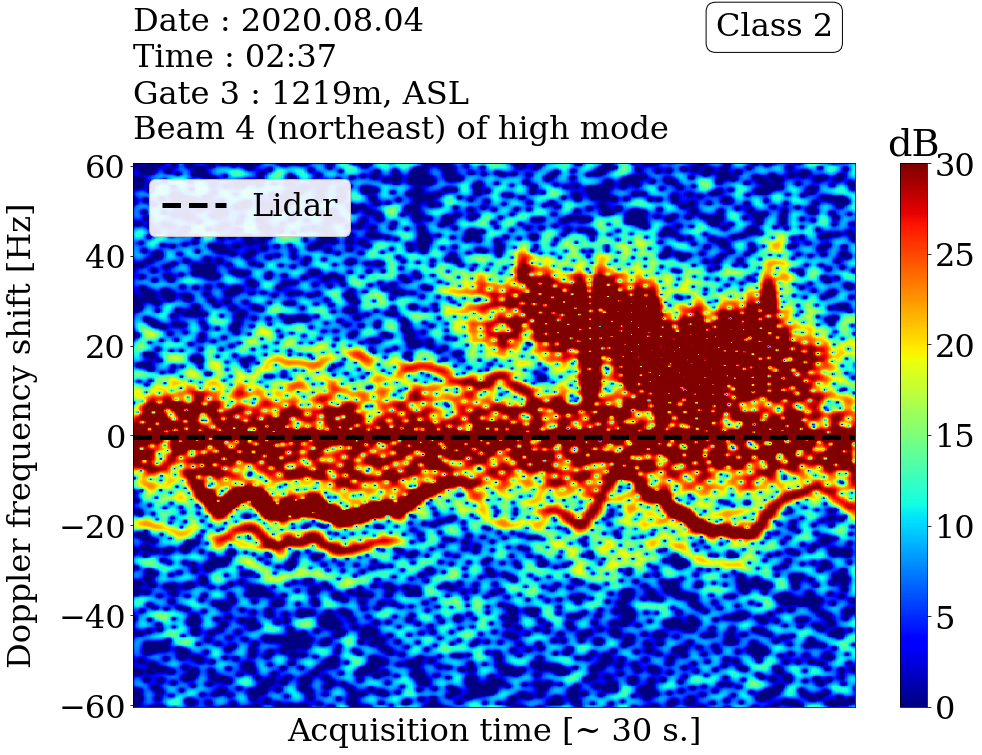 Date : 2020.08.04
Time : 02:37
Gate 3 : 1219m, ASL
Beam 4 (northeast) of high mode
Class 2
dB
60
40
20
0
−20
−40
−60
Doppler frequency shift [Hz]
Lidar
30
25
20
15
10
5
0
Acquisition time [~ 30 s.]